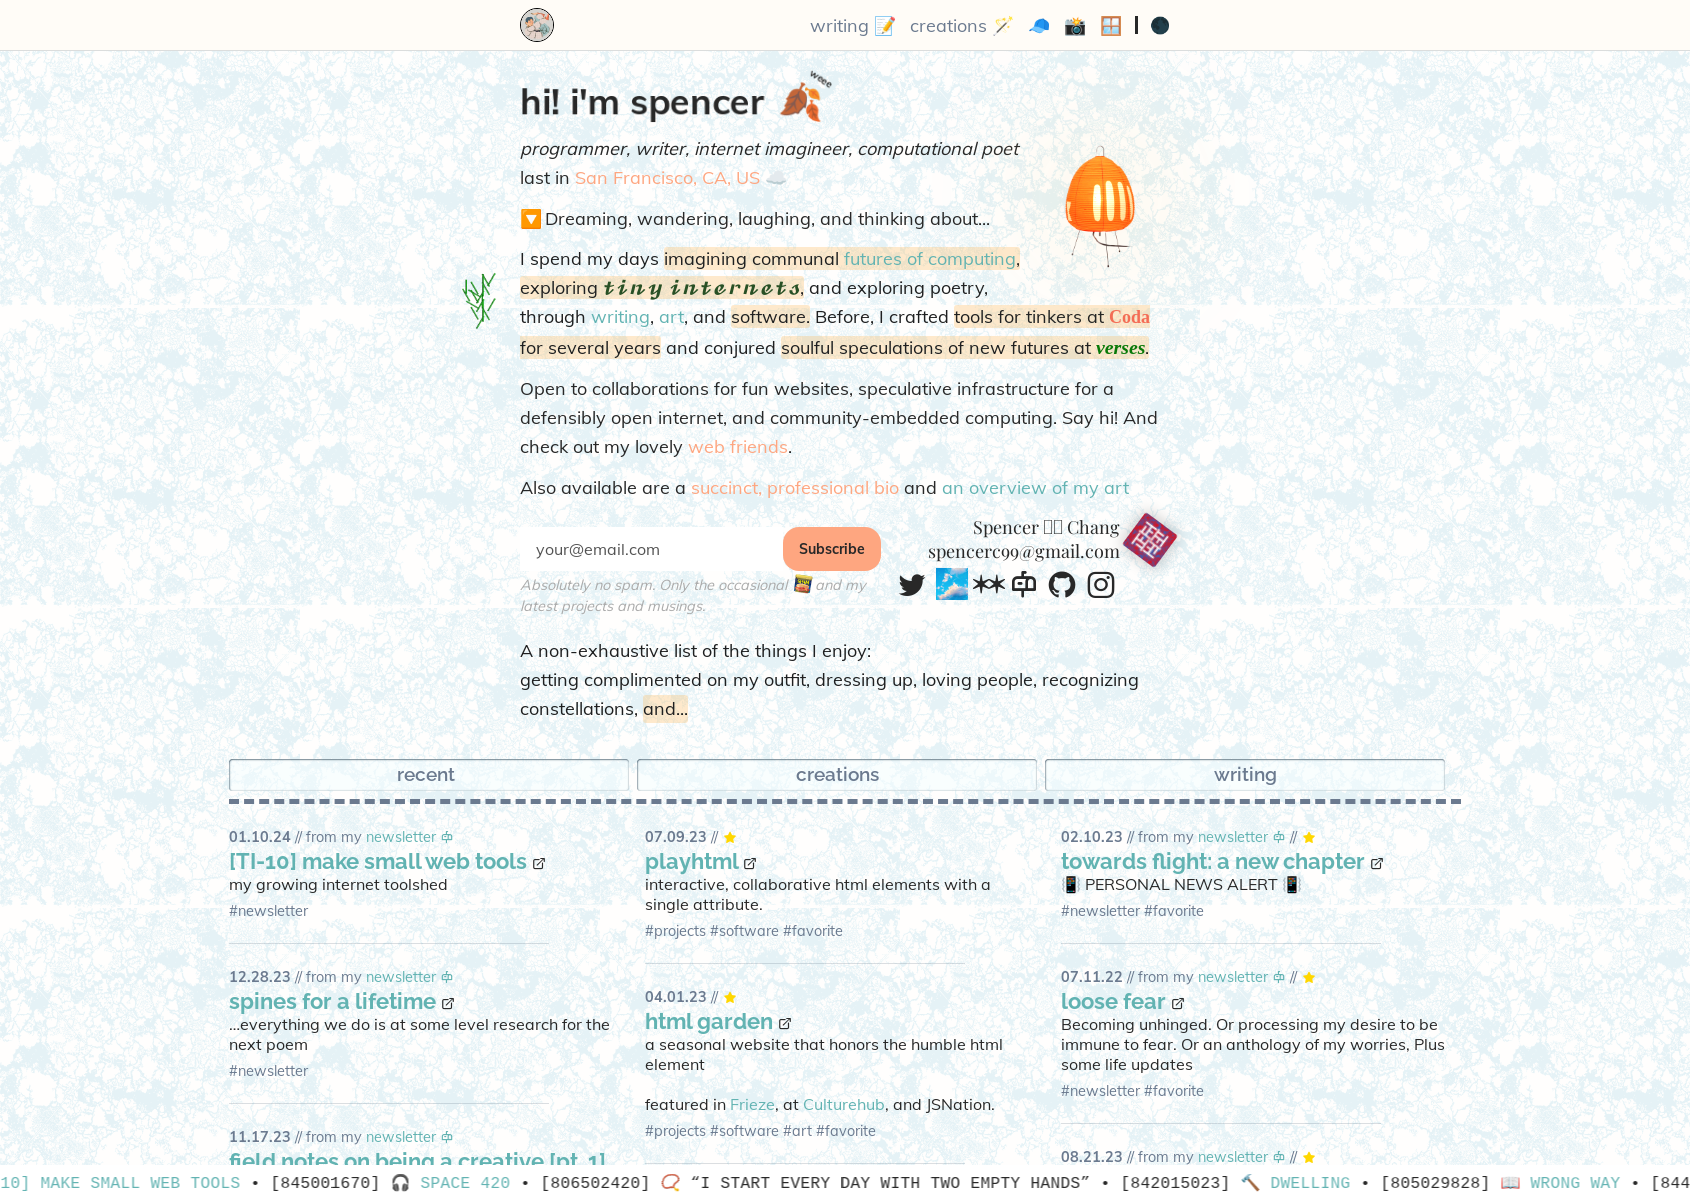 writing 📝 creations 🪄 🧢 📸 🪟 | 🌑
hi! i'm spencer 🍂
weee
programmer, writer, internet imagineer, computational poet
last in San Francisco, CA, US ☁️
🔽 Dreaming, wandering, laughing, and thinking about...
I spend my days imagining communal futures of computing,
exploring tiny internets, and exploring poetry,
through writing, art, and software. Before, I crafted tools for tinkers at Coda
for several years and conjured soulful speculations of new futures at verses.
Open to collaborations for fun websites, speculative infrastructure for a
defensibly open internet, and community-embedded computing. Say hi! And
check out my lovely web friends.
Also available are a succinct, professional bio and an overview of my art
your@email.com
Subscribe
Absolutely no spam. Only the occasional and my
latest projects and musings.
Spencer Chang
spencerc99@gmail.com
A non-exhaustive list of the things I enjoy:
getting complimented on my outfit, dressing up, loving people, recognizing
constellations, and...
recent
creations
writing
01.10.24 // from my newsletter
[TI-10] make small web tools
my growing internet toolshed
#newsletter
12.28.23 // from my newsletter
spines for a lifetime
...everything we do is at some level research for the
next poem
#newsletter
11.17.23 // from my newsletter
field notes on being a creative [pt. 1]
07.09.23 // ⭐
playhtml
interactive, collaborative html elements with a
single attribute.
#projects #software #favorite
04.01.23 // ⭐
html garden
a seasonal website that honors the humble html
element
featured in Frieze, at Culturehub, and JSNation.
#projects #software #art #favorite
02.10.23 // from my newsletter // ⭐
towards flight: a new chapter
📳 PERSONAL NEWS ALERT 📳
#newsletter #favorite
07.11.22 // from my newsletter // ⭐
loose fear
Becoming unhinged. Or processing my desire to be
immune to fear. Or an anthology of my worries, Plus
some life updates
#newsletter #favorite
08.21.23 // from my newsletter // ⭐
10] MAKE SMALL WEB TOOLS • [845001670] 🎧 SPACE 420 • [806502420] 📿 “I START EVERY DAY WITH TWO EMPTY HANDS” • [842015023] 🔨 DWELLING • [805029828] 📖 WRONG WAY • [844